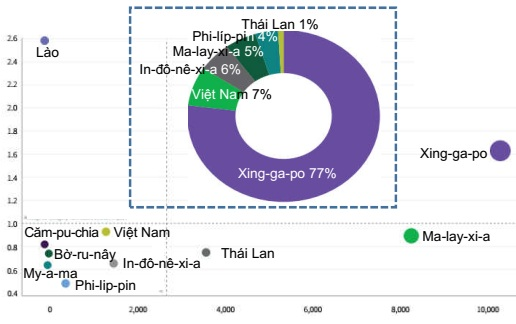 Thái Lan 1%
Phi-líp-pin 4%
Ma-lay-xi-a 5%
In-đô-nê-xi-a 6%
Việt Nam 7%
Xing-ga-po 77%
2.6
2.4
2.2
2.0
1.8
1.6
1.4
1.2
1.0
0.8
0.6
0.4
Lào
Xing-ga-po
Căm-pu-chia
Việt Nam
Ma-lay-xi-a
Bờ-ru-nây
In-đô-nê-xi-a
Thái Lan
My-a-ma
Phi-lip-pin
0
2,000
4,000
6,000
8,000
10,000